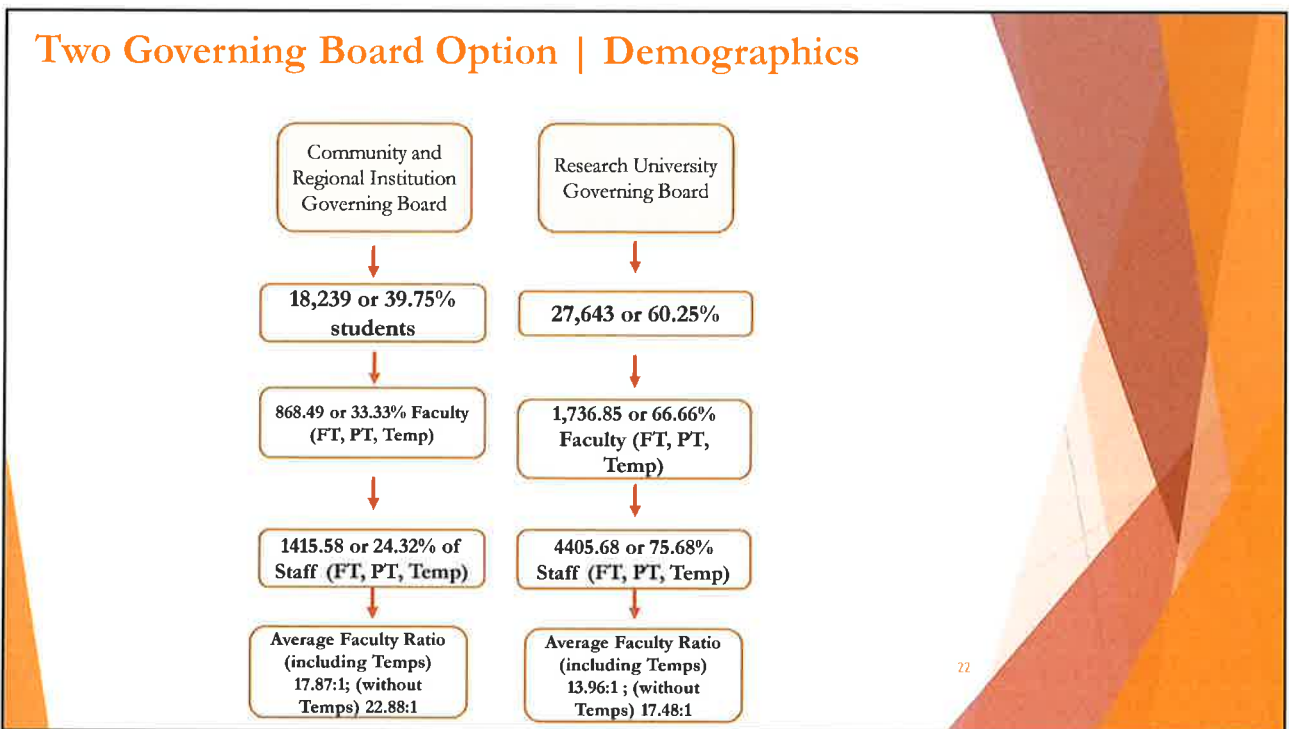 Two Governing Board Option | Demographics
Community and
Regional Institution
Governing Board
18,239 or 39.75%
students
868.49 or 33.33% Faculty
(FT, PT, Temp)
1415.58 or 24.32% of
Staff (FT, PT, Temp)
Average Faculty Ratio
(including Temps)
17.87:1; (without
Temps) 22.88:1
Research University
Governing Board
27,643 or 60.25%
1,736.85 or 66.66%
Faculty (FT, PT,
Temp)
4405.68 or 75.68%
Staff (FT, PT, Temp)
Average Faculty Ratio
(including Temps)
13.96:1 ; (without
Temps) 17.48:1
22